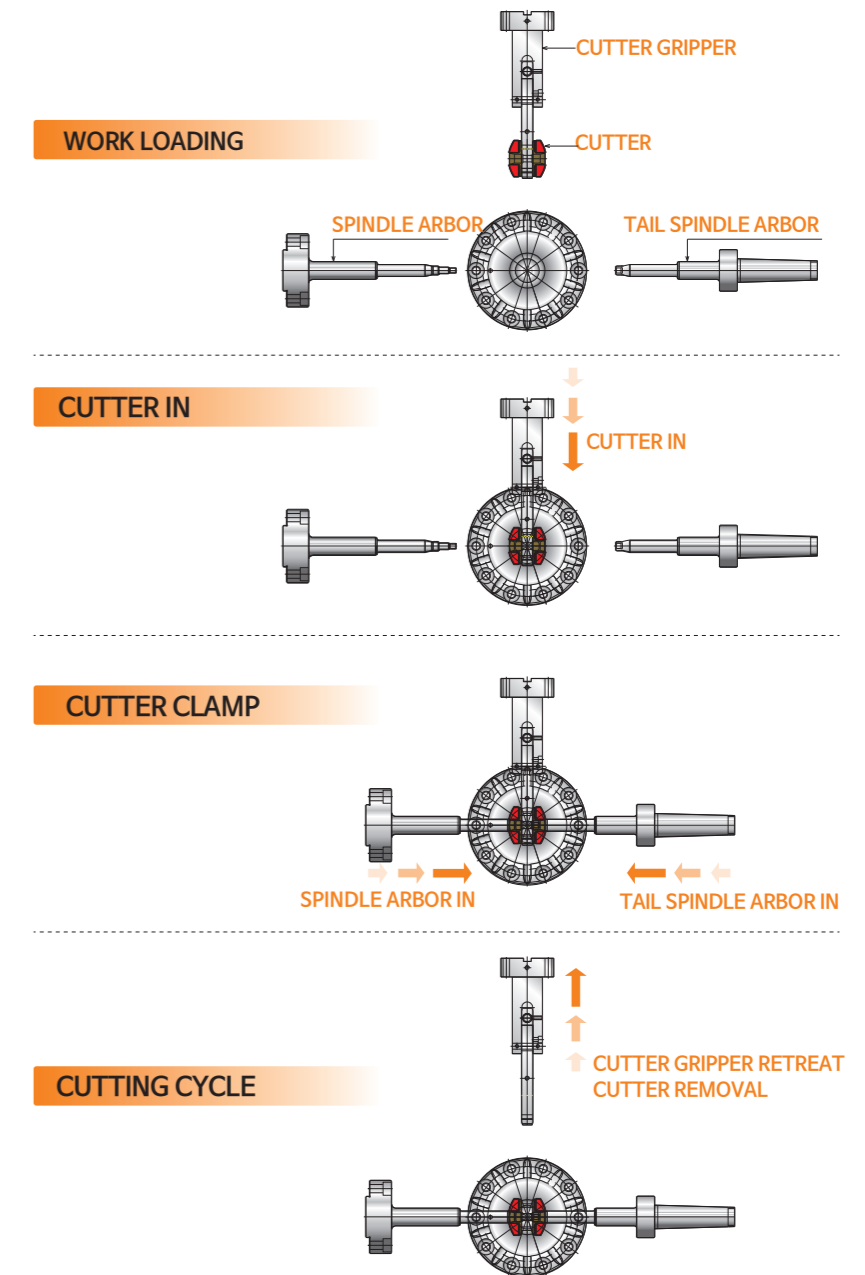 CUTTER GRIPPER
WORK LOADING
CUTTER
SPINDLE ARBOR
TAIL SPINDLE ARBOR
CUTTER IN
CUTTER IN
CUTTER CLAMP
SPINDLE ARBOR IN
TAIL SPINDLE ARBOR IN
CUTTING CYCLE
CUTTER GRIPPER RETREAT
CUTTER REMOVAL